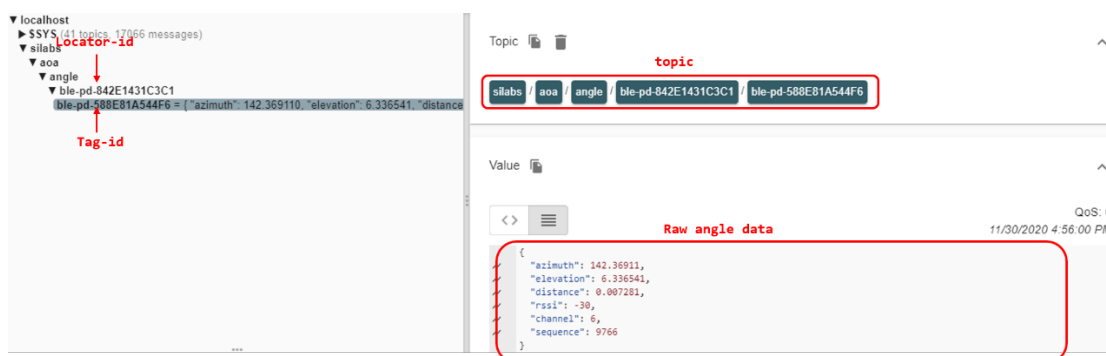 ▼ localhost
▶ $SYS (41 topics, 17066 messages)
Locator-id
▼ silabs
▼ aoa
▼ angle
▼ ble-pd-842E1431C3C1
ble-pd-588E81A544F6 = { "azimuth": 142.369110, "elevation": 6.336541, "distance
Tag-id
Topic
topic
silabs / aoa / angle / ble-pd-842E1431C3C1 / ble-pd-588E81A544F6
Value
QoS:
<> Raw angle data 11/30/2020 4:56:00 PM
{
"azimuth": 142.36911,
"elevation": 6.336541,
"distance": 0.007281,
"rssi": -30,
"channel": 6,
"sequence": 9766
}